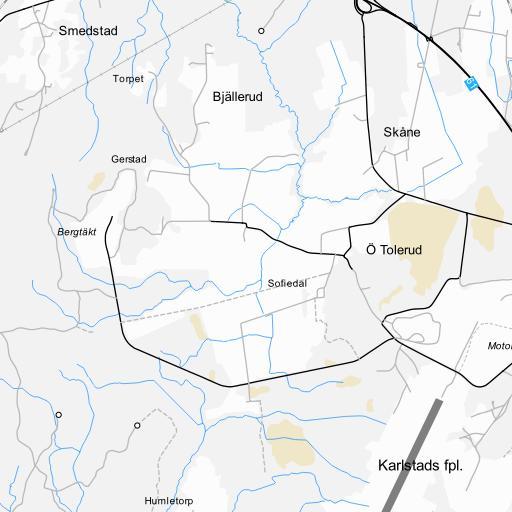 Smedstad
Torpet
Bjällerud
Skåne
Gerstad
Bergtäkt
Ö Tolerud
Sofiedal
Motor
Karlstads fpl.
Humletorp